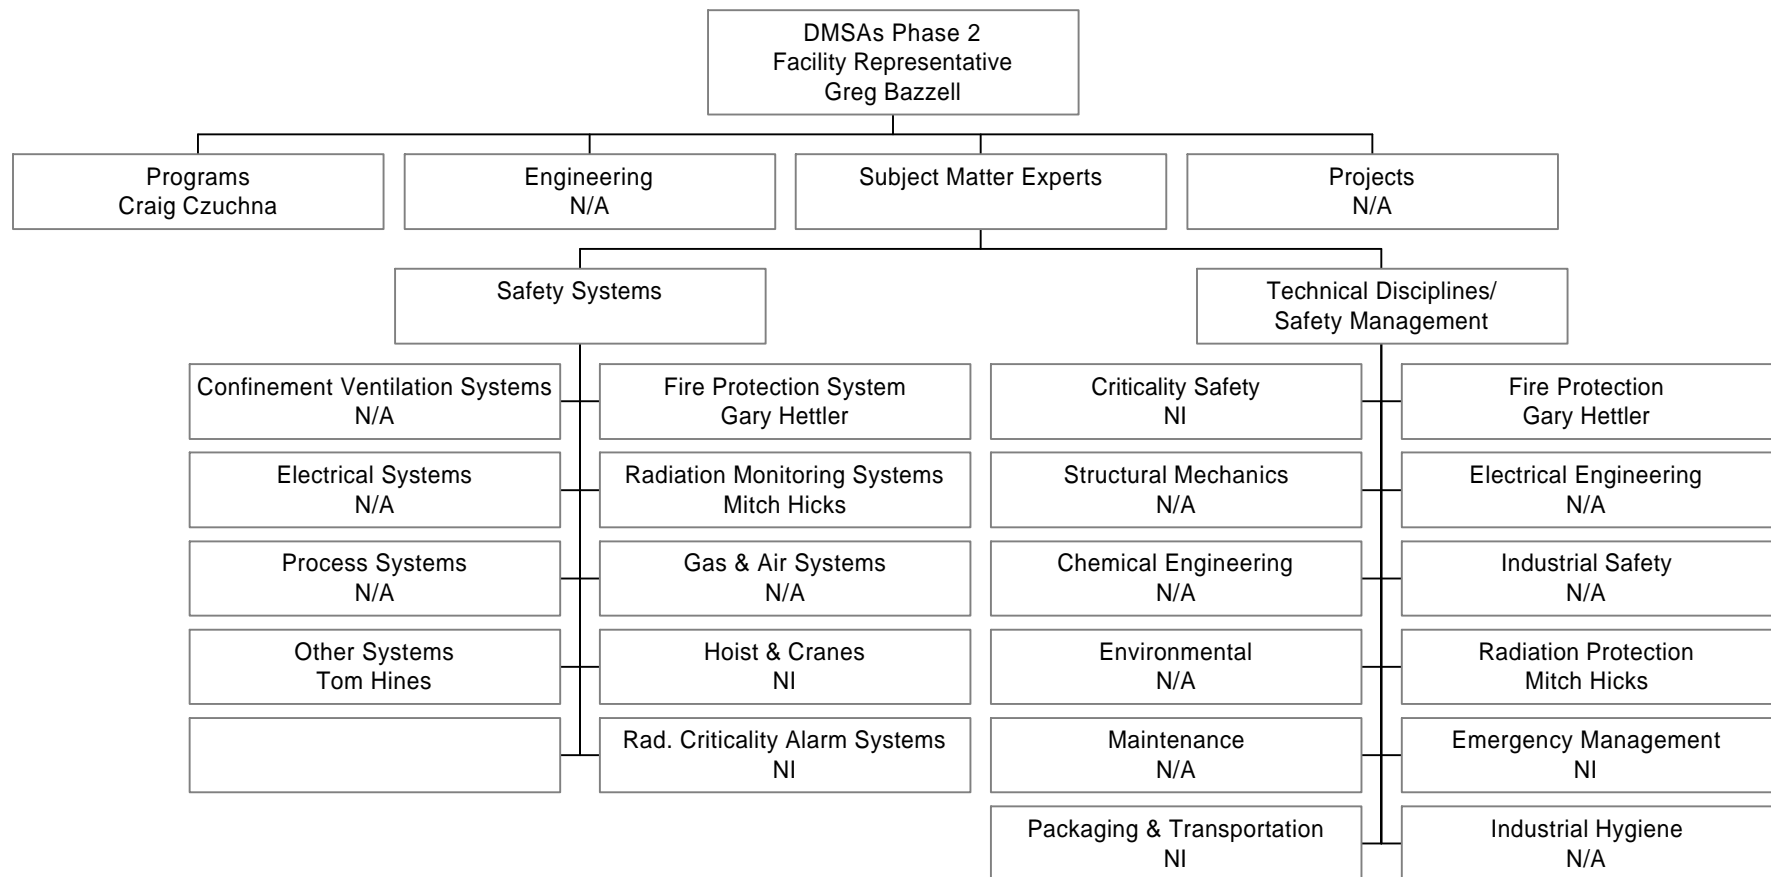 DMSAs Phase 2
Facility Representative
Greg Bazzell
Programs
Craig Czuchna
Engineering
N/A
Subject Matter Experts
Projects
N/A
Safety Systems
Technical Disciplines/
Safety Management
Confinement Ventilation Systems
N/A
Fire Protection System
Gary Hettler
Criticality Safety
NI
Fire Protection
Gary Hettler
Electrical Systems
N/A
Radiation Monitoring Systems
Mitch Hicks
Structural Mechanics
N/A
Electrical Engineering
N/A
Process Systems
N/A
Gas & Air Systems
N/A
Chemical Engineering
N/A
Industrial Safety
N/A
Other Systems
Tom Hines
Hoist & Cranes
NI
Environmental
N/A
Radiation Protection
Mitch Hicks
Rad. Criticality Alarm Systems
NI
Maintenance
N/A
Emergency Management
NI
Packaging & Transportation
NI
Industrial Hygiene
N/A